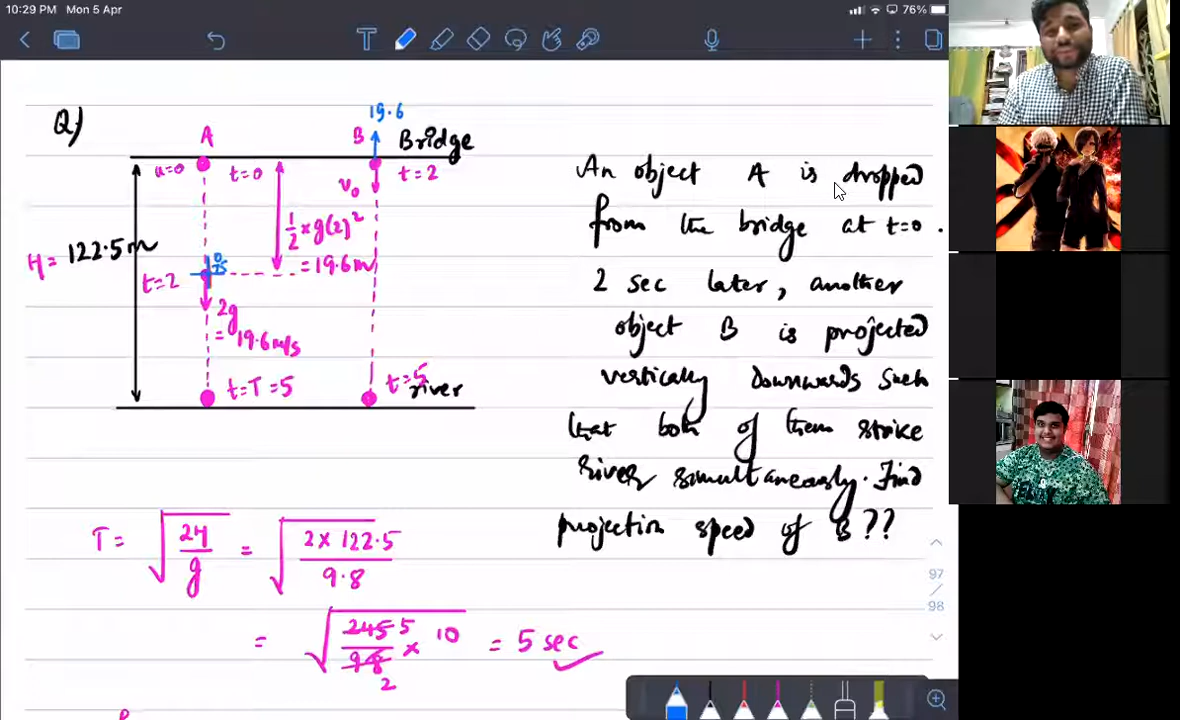 10:29 PM Mon 5 Apr
76%
Q)
19.6
A
B
Bridge
u=0
t=0
v₀
t=2
1/2 × g(2)²
= 19.6m
H = 122.5m
t=2
2g
= 19.6m/s
t=T=5
t=5
river
An object A is dropped
from the bridge at t=0.
2 sec later, another
object B is projected
vertically downwards such
that both of them strike
river simultaneously. Find
projection speed of B??
T = √(2H/g) = √(2 × 122.5/9.8)
= √(245 5/98 2 × 10) = 5 sec
97
/
98